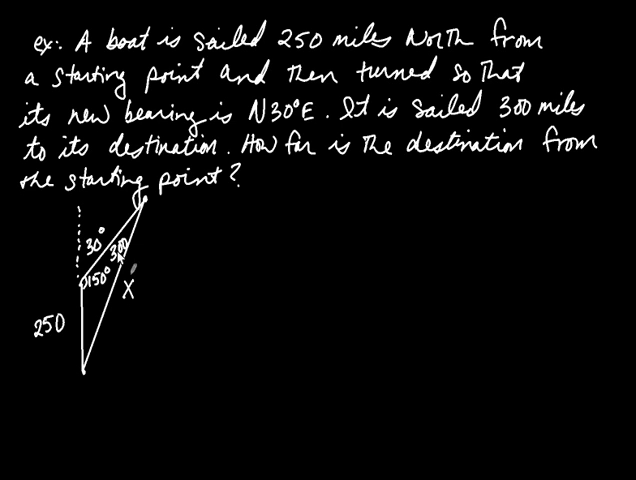 ex: A boat is sailed 250 miles North from
a starting point and then turned so that
its new bearing is N30°E. It is sailed 300 miles
to its destination. How far is the destination from
the starting point?
30°
300
150°
X
250